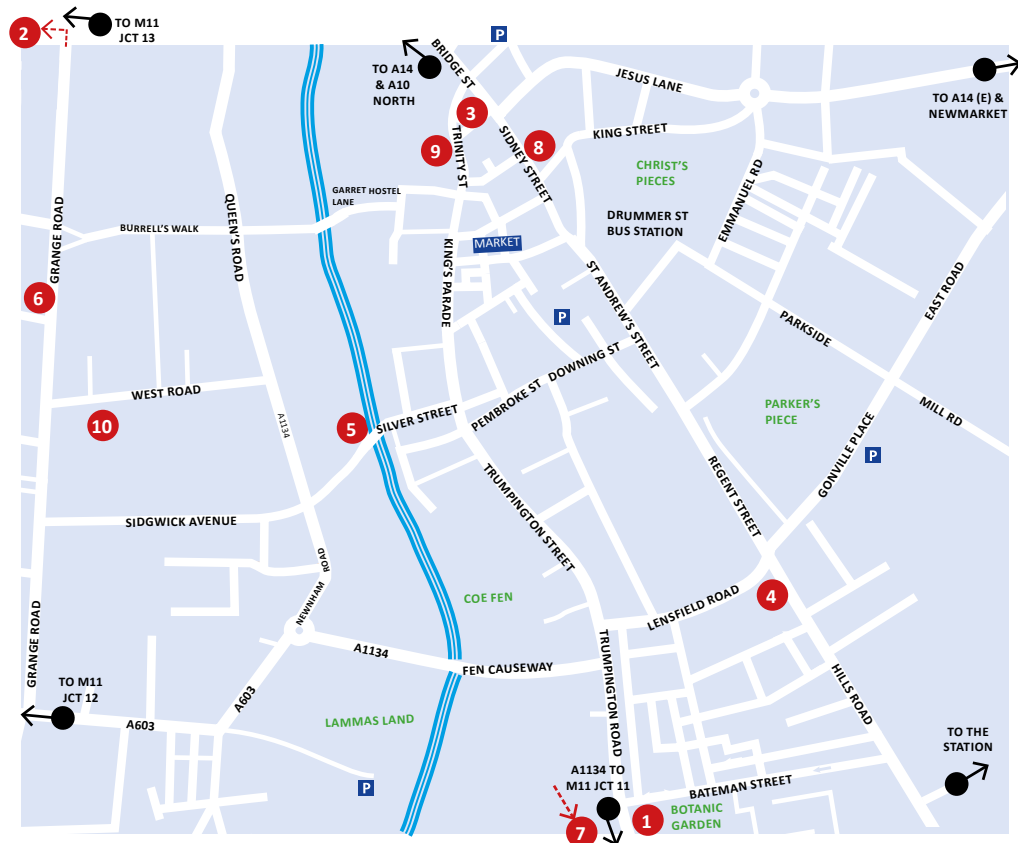 2
TO M11
JCT 13
P
BRIDGE ST
TO A14
& A10
NORTH
JESUS LANE
TO A14 (E) &
NEWMARKET
3
9
TRINITY ST
SIDNEY STREET
8
KING STREET
CHRIST'S
PIECES
EMMANUEL RD
GARRET HOSTEL
LANE
DRUMMER ST
BUS STATION
GRANGE ROAD
BURRELL'S WALK
QUEEN'S ROAD
KING'S PARADE
MARKET
ST ANDREW'S STREET
EAST ROAD
6
P
PARKSIDE
DOWNING ST
PEMBROKE ST
WEST ROAD
10
A1134
5
SILVER STREET
PARKER'S
PIECE
MILL RD
GONVILLE PLACE
P
REGENT STREET
TRUMPINGTON STREET
SIDGWICK AVENUE
NEWNHAM
ROAD
COE FEN
LENSFIELD ROAD
4
GRANGE ROAD
A1134
FEN CAUSEWAY
TRUMPINGTON ROAD
HILLS ROAD
TO M11
JCT 12
A603
A603
LAMMAS LAND
TO THE
STATION
P
A1134 TO
M11 JCT 11
BATEMAN STREET
7
1
BOTANIC
GARDEN